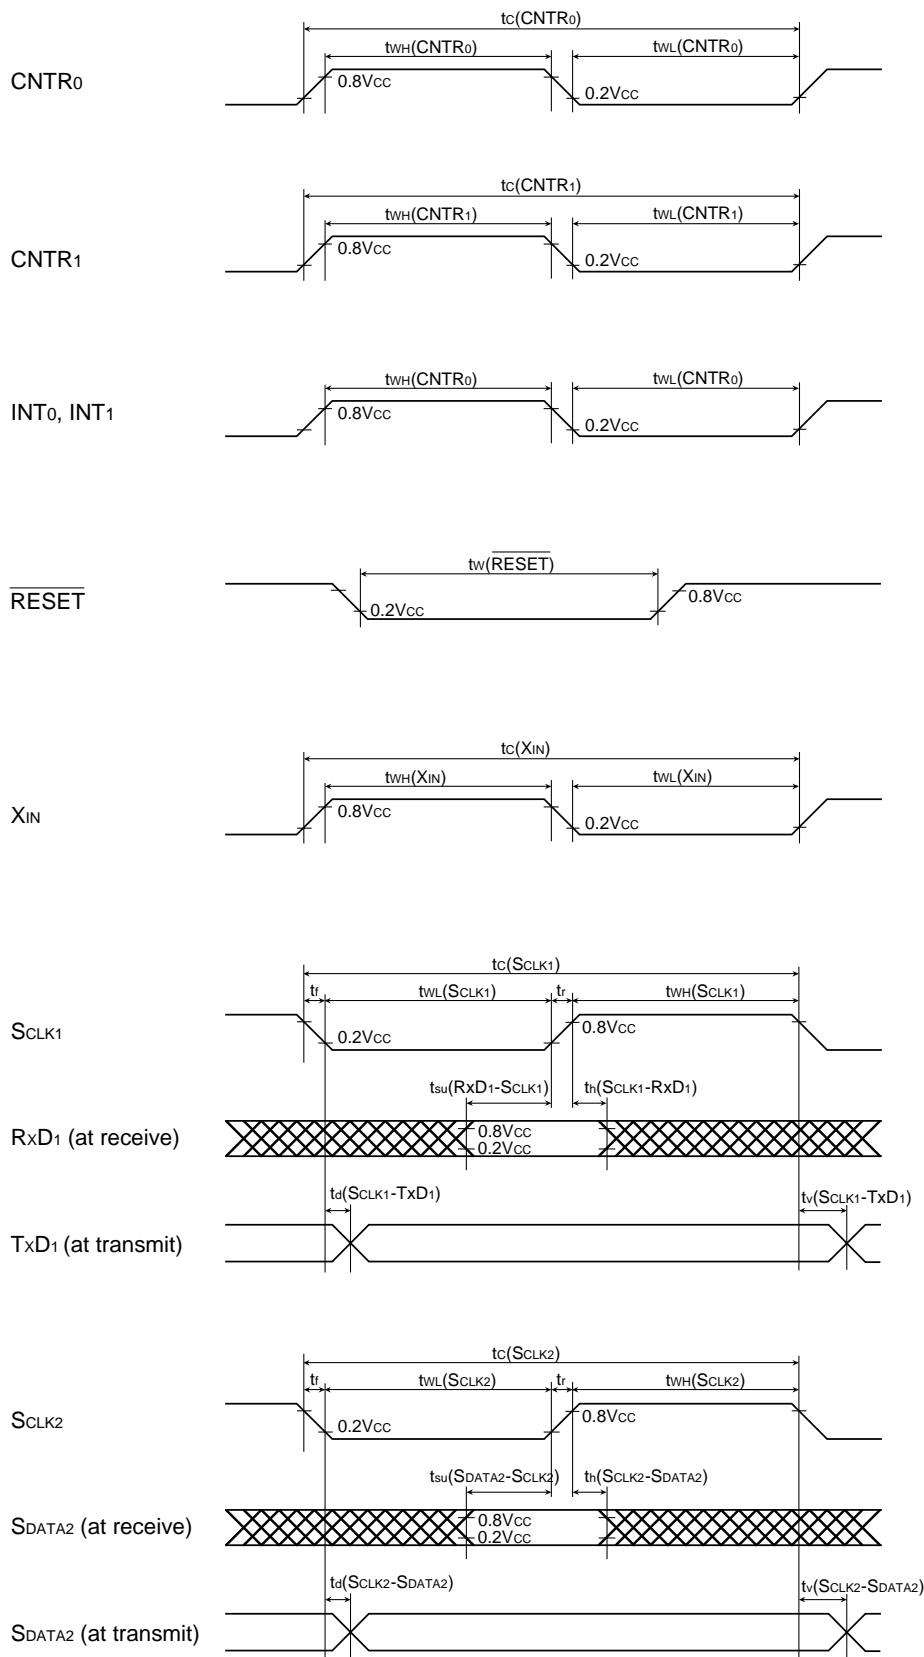 tC(CNTR0)
tWH(CNTR0) tWL(CNTR0)
CNTR0 0.8VCC 0.2VCC
tC(CNTR1)
tWH(CNTR1) tWL(CNTR1)
CNTR1 0.8VCC 0.2VCC
tWH(CNTR0) tWL(CNTR0)
INT0, INT1 0.8VCC 0.2VCC
tW(RESET)
RESET 0.2VCC 0.8VCC
tC(XIN)
tWH(XIN) tWL(XIN)
XIN 0.8VCC 0.2VCC
tC(SCLK1)
tf tWL(SCLK1) tr tWH(SCLK1)
SCLK1 0.2VCC 0.8VCC
tsu(RxD1-SCLK1) th(SCLK1-RxD1)
RXD1 (at receive) 0.8VCC
0.2VCC
td(SCLK1-TxD1) tv(SCLK1-TxD1)
TXD1 (at transmit)
tC(SCLK2)
tf tWL(SCLK2) tr tWH(SCLK2)
SCLK2 0.2VCC 0.8VCC
tsu(SDATA2-SCLK2) th(SCLK2-SDATA2)
SDATA2 (at receive) 0.8VCC
0.2VCC
td(SCLK2-SDATA2) tv(SCLK2-SDATA2)
SDATA2 (at transmit)